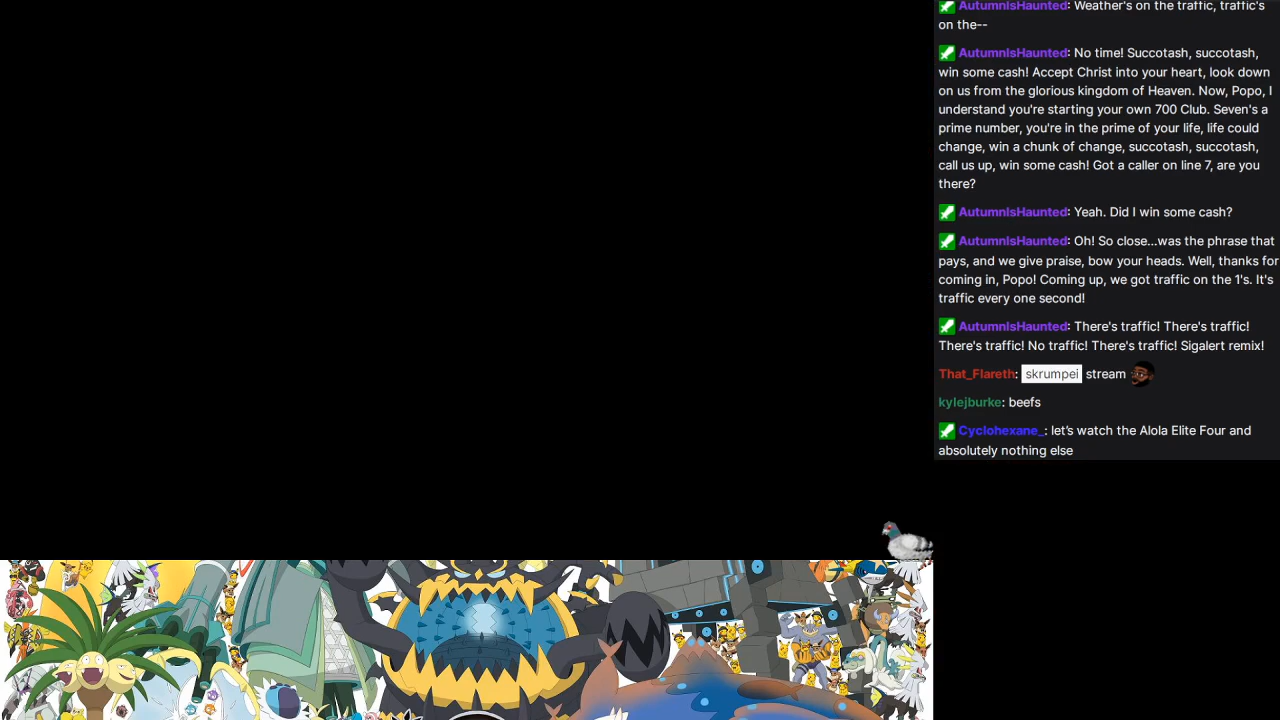 AutumnIsHaunted: Weather's on the traffic, traffic's
on the--
AutumnIsHaunted: No time! Succotash, succotash,
win some cash! Accept Christ into your heart, look down
on us from the glorious kingdom of Heaven. Now, Popo, I
understand you're starting your own 700 Club. Seven's a
prime number, you're in the prime of your life, life could
change, win a chunk of change, succotash, succotash,
call us up, win some cash! Got a caller on line 7, are you
there?
AutumnIsHaunted: Yeah. Did I win some cash?
AutumnIsHaunted: Oh! So close...was the phrase that
pays, and we give praise, bow your heads. Well, thanks for
coming in, Popo! Coming up, we got traffic on the 1's. It's
traffic every one second!
AutumnIsHaunted: There's traffic! There's traffic!
There's traffic! No traffic! There's traffic! Sigalert remix!
That_Flareth: skrumpei stream
kylejburke: beefs
Cyclohexane_: let's watch the Alola Elite Four and
absolutely nothing else